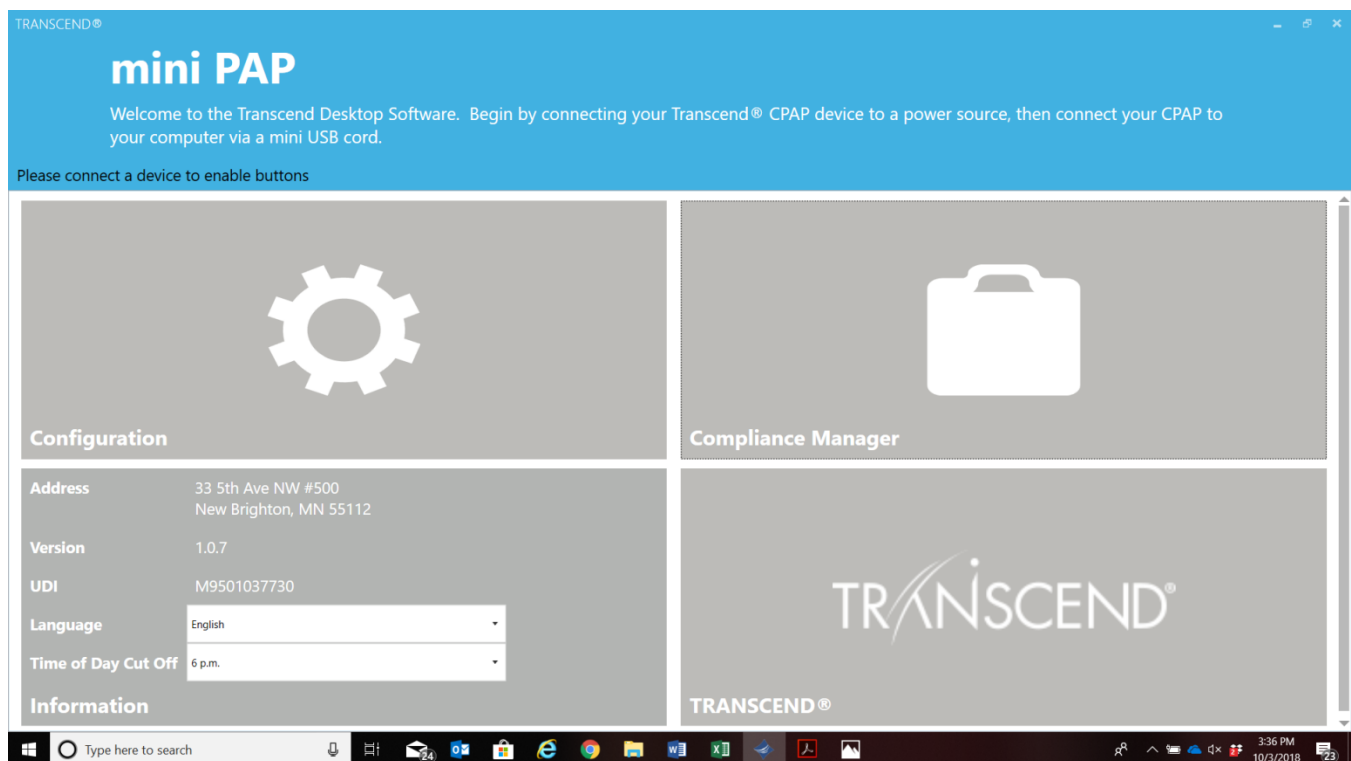 TRANSCEND®
mini PAP
Welcome to the Transcend Desktop Software. Begin by connecting your Transcend® CPAP device to a power source, then connect your CPAP to
your computer via a mini USB cord.
Please connect a device to enable buttons
Configuration
Compliance Manager
Address 33 5th Ave NW #500
New Brighton, MN 55112
Version 1.0.7
UDI M9501037730
Language English
Time of Day Cut Off 6 p.m.
Information
TRANSCEND®
TRANSCEND®
Type here to search
24
3:36 PM
10/3/2018
23